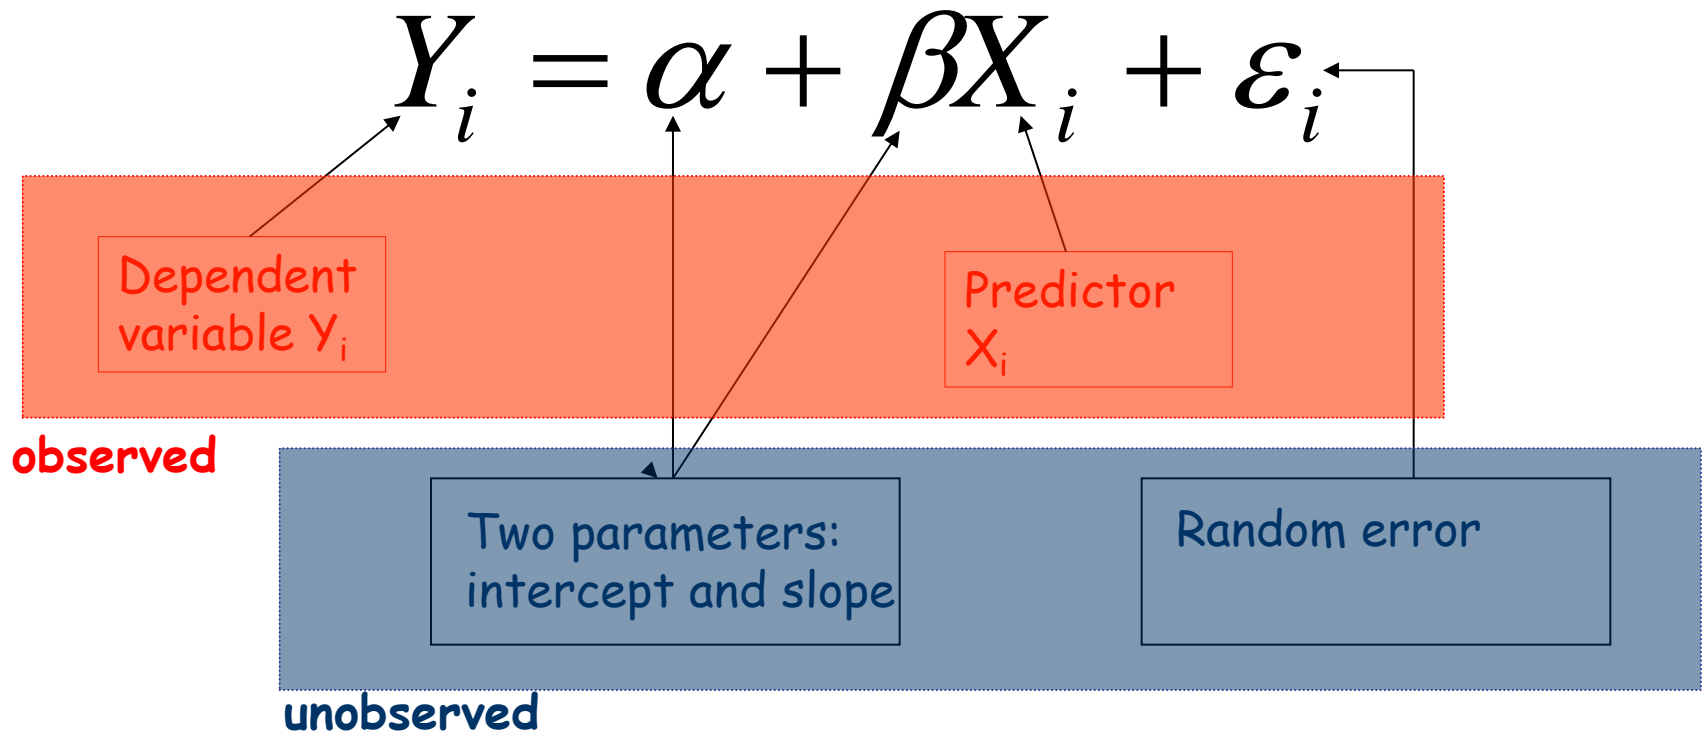 Yᵢ = α + βXᵢ + εᵢ
Dependent
variable Yᵢ
Predictor
Xᵢ
observed
Two parameters:
intercept and slope
Random error
unobserved